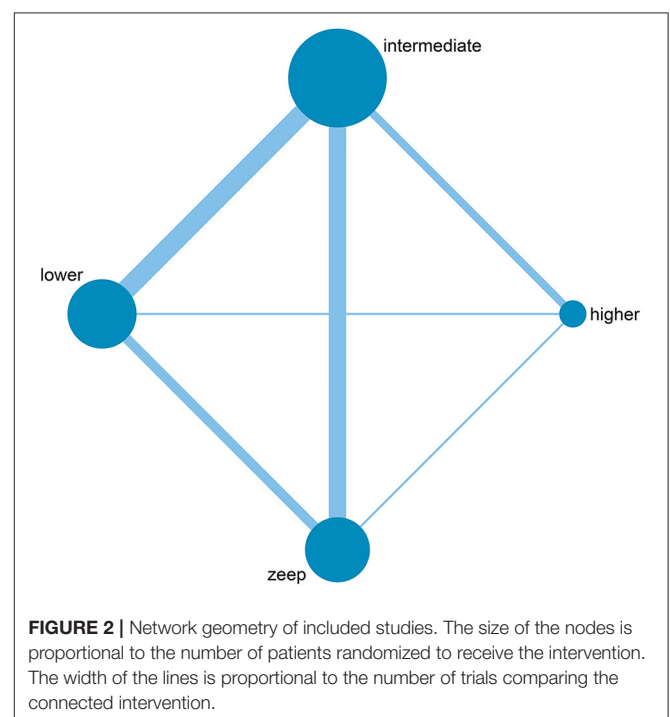 intermediate
lower
higher
zeep
FIGURE 2 | Network geometry of included studies. The size of the nodes is
proportional to the number of patients randomized to receive the intervention.
The width of the lines is proportional to the number of trials comparing the
connected intervention.